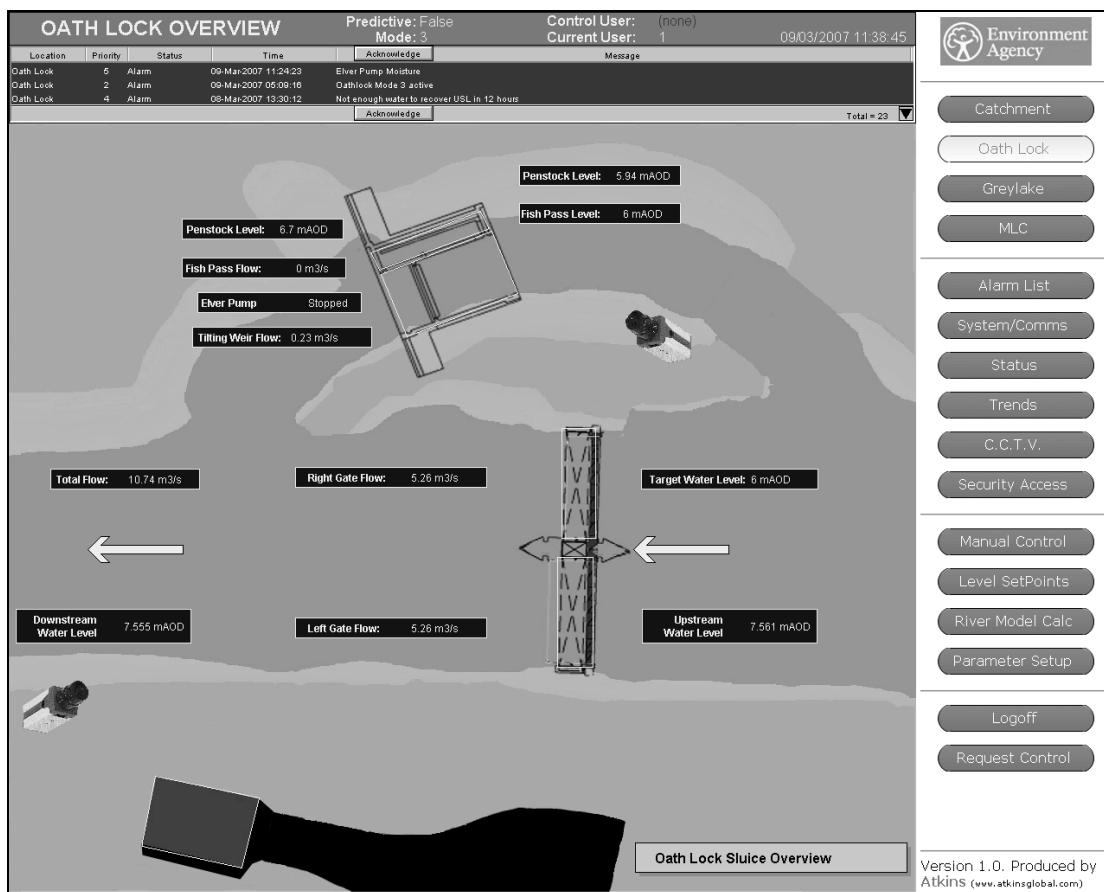 OATH LOCK OVERVIEW
Predictive: False
Mode: 3
Control User: (none)
Current User: 1
09/03/2007 11:38:45
Location Priority Status Time Acknowledge Message
Oath Lock 5 Alarm 09-Mar-2007 11:24:23 Elver Pump Moisture
Oath Lock 2 Alarm 09-Mar-2007 05:09:16 Oathlock Mode 3 active
Oath Lock 4 Alarm 08-Mar-2007 13:30:12 Not enough water to recover USL in 12 hours
Acknowledge Total = 23
Penstock Level: 5.94 mAOD
Fish Pass Level: 6 mAOD
Penstock Level: 6.7 mAOD
Fish Pass Flow: 0 m3/s
Elver Pump Stopped
Tilting Weir Flow: 0.23 m3/s
Total Flow: 10.74 m3/s
Right Gate Flow: 5.26 m3/s
Target Water Level: 6 mAOD
Downstream
Water Level 7.555 mAOD
Left Gate Flow: 5.26 m3/s
Upstream
Water Level 7.561 mAOD
Oath Lock Sluice Overview
Environment
Agency
Catchment
Oath Lock
Greylake
MLC
Alarm List
System/Comms
Status
Trends
C.C.T.V.
Security Access
Manual Control
Level SetPoints
River Model Calc
Parameter Setup
Logoff
Request Control
Version 1.0. Produced by
Atkins (www.atkinsglobal.com)